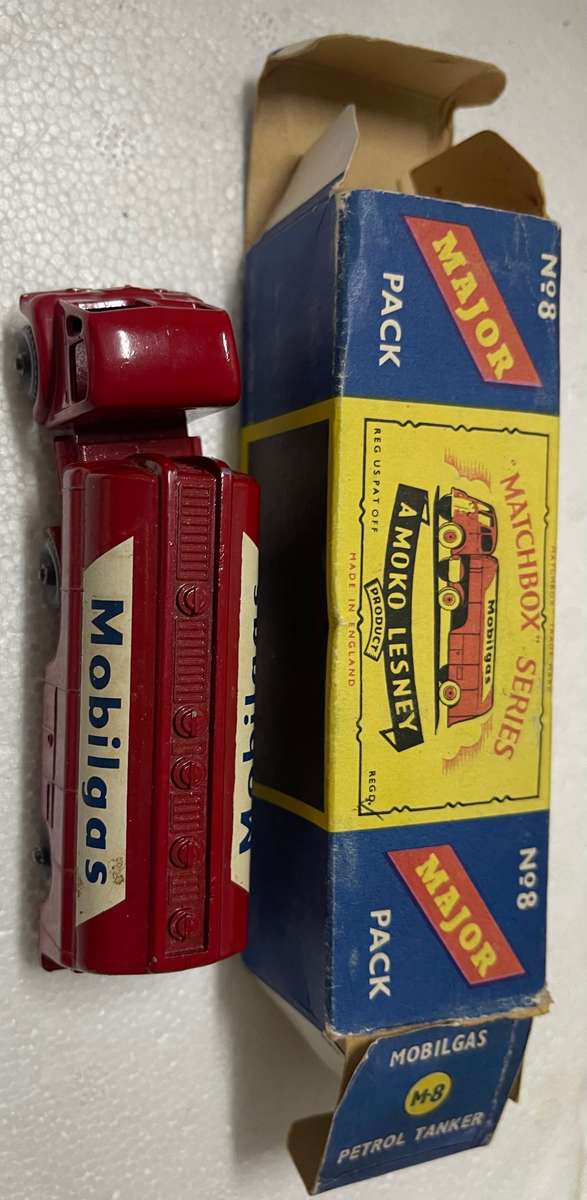 Mobilgas
Mobilgas
Nº8
MAJOR
PACK
"MATCHBOX" SERIES
Mobilgas
A MOKO LESNEY
PRODUCT
REG US PAT OFF
MADE IN ENGLAND
REGD.
Nº8
MAJOR
PACK
MOBILGAS
M-8
PETROL TANKER